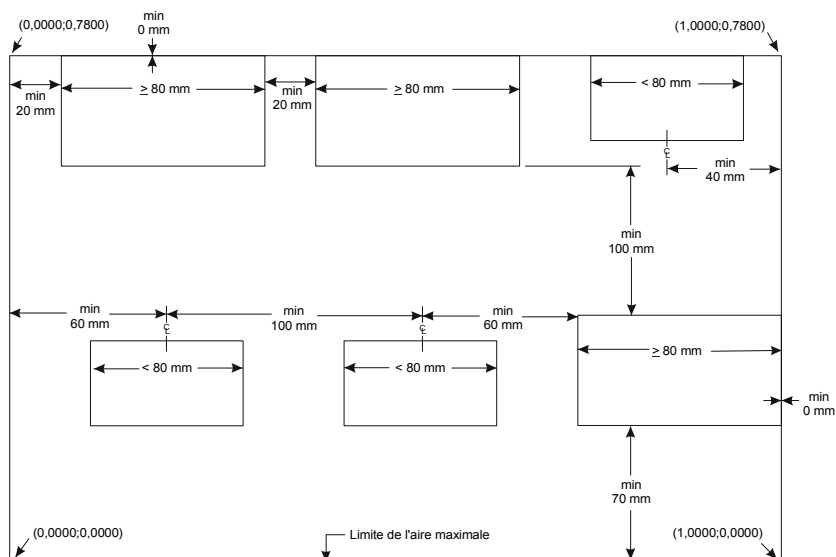 (0,0000;0,7800)
min
0 mm
(1,0000;0,7800)
min
20 mm
≥ 80 mm
min
20 mm
≥ 80 mm
< 80 mm
℄
min
40 mm
min
100 mm
min
60 mm
℄
min
100 mm
℄
min
60 mm
< 80 mm
< 80 mm
≥ 80 mm
min
0 mm
min
70 mm
(0,0000;0,0000)
Limite de l'aire maximale
(1,0000;0,0000)